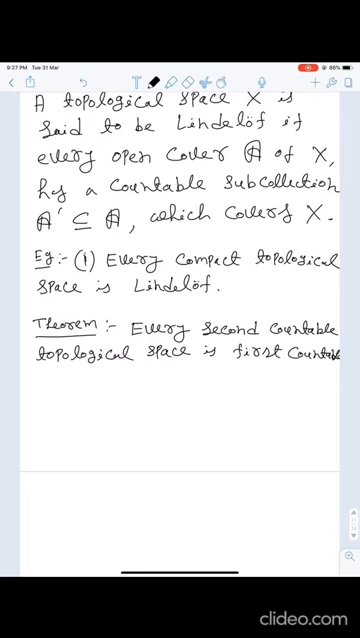 9:27 PM Tue 31 Mar
86%
A topological space X is
said to be Lindelöf if
every open cover 𝔸 of X,
hs a countable subcollection
𝔸' ⊆ 𝔸, which covers X.
Eg:- (1) Every compact topological
space is Lindelöf.
Theorem:- Every second countable
topological space is first countab
clideo.com